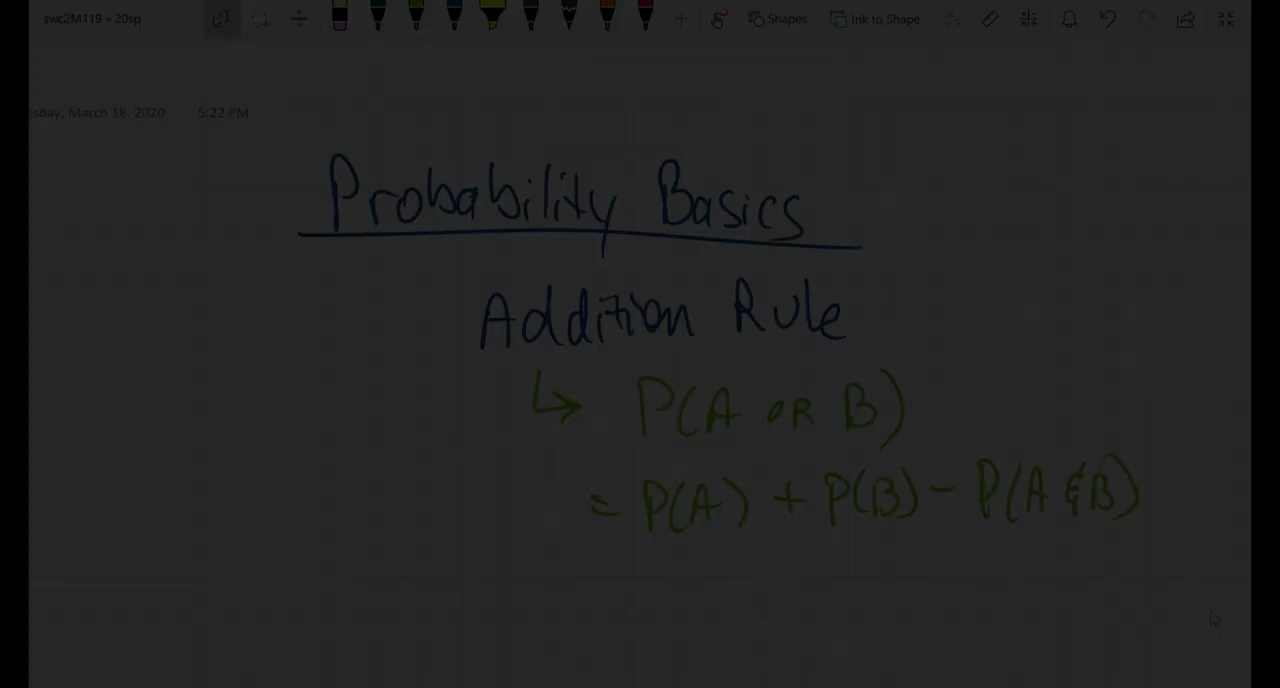 swc2M119 • 20sp
Shapes
Ink to Shape
sday, March 18, 2020 5:22 PM
Probability Basics
Addition Rule
↳ P(A OR B)
= P(A) + P(B) - P(A & B)